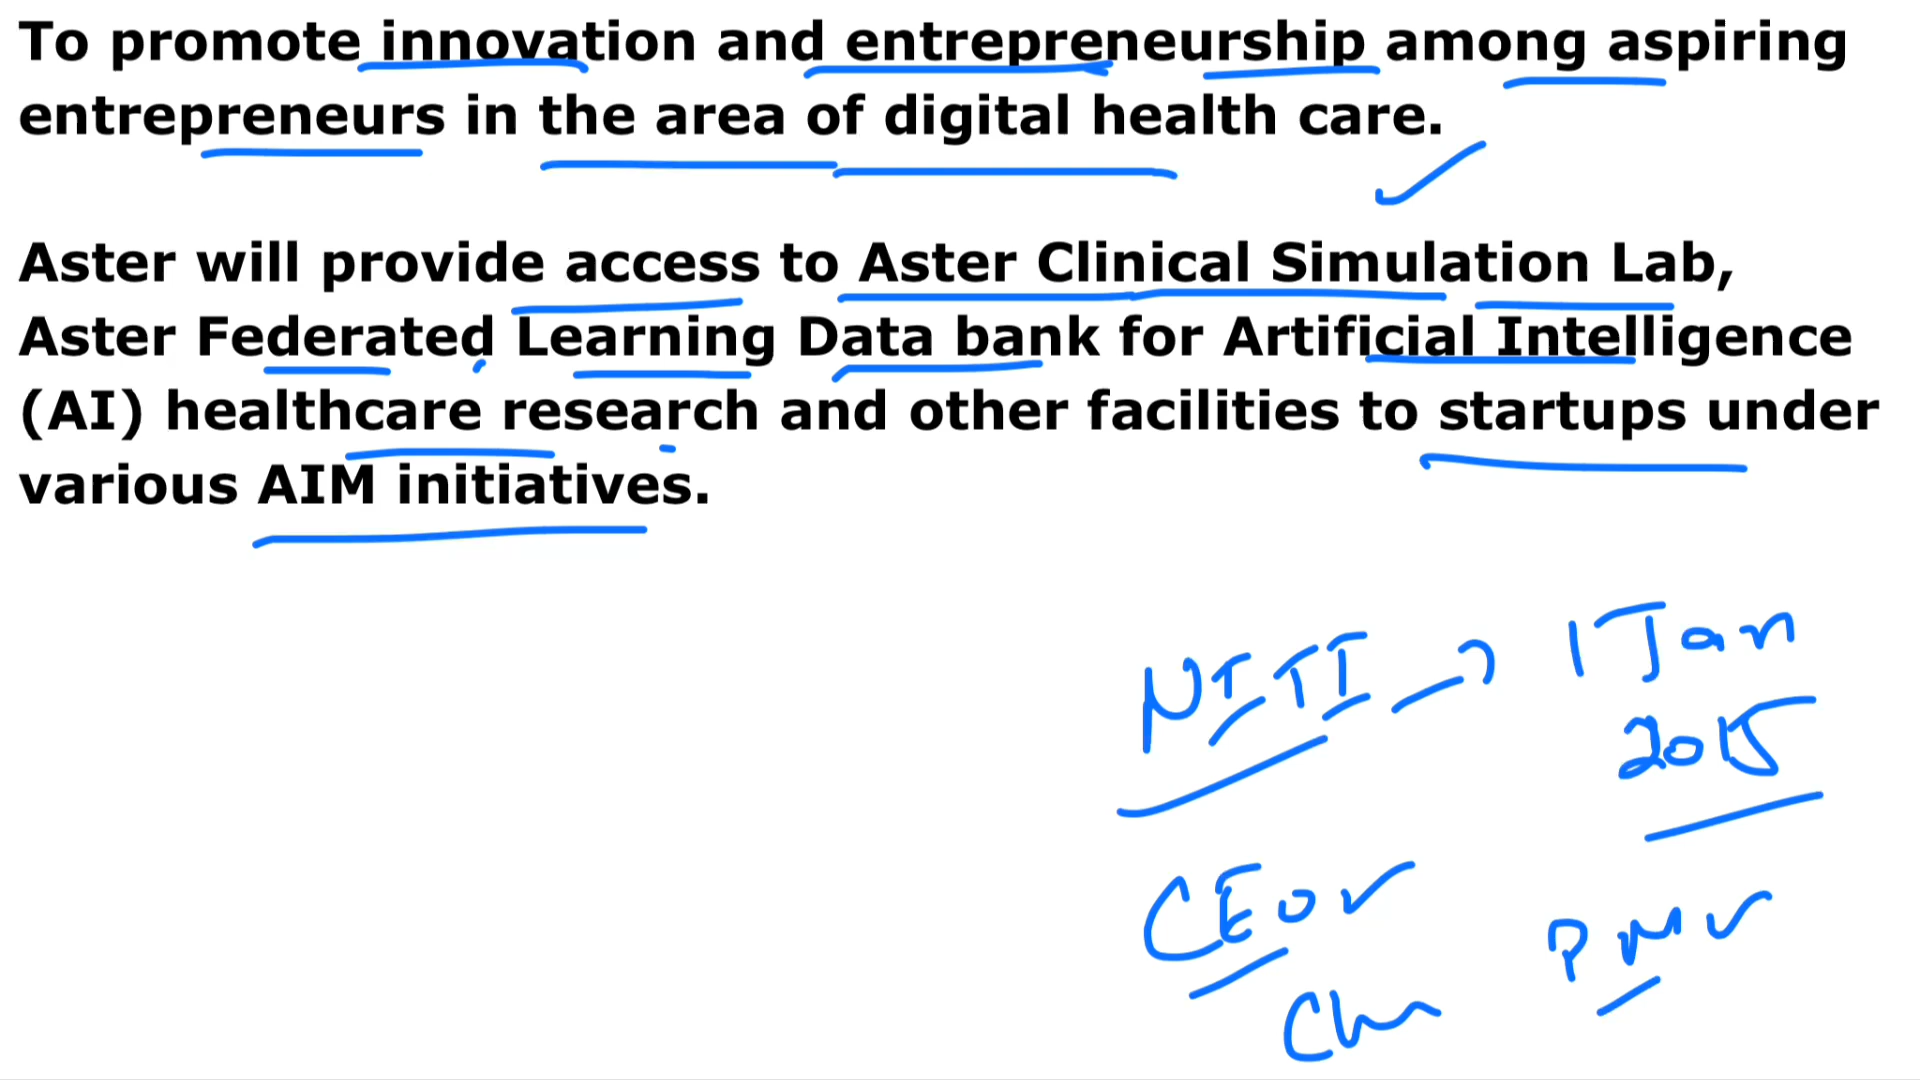 To promote innovation and entrepreneurship among aspiring
entrepreneurs in the area of digital health care.
Aster will provide access to Aster Clinical Simulation Lab,
Aster Federated Learning Data bank for Artificial Intelligence
(AI) healthcare research and other facilities to startups under
various AIM initiatives.
NITI → 1 Jan
2015
CEO ✓ PM ✓